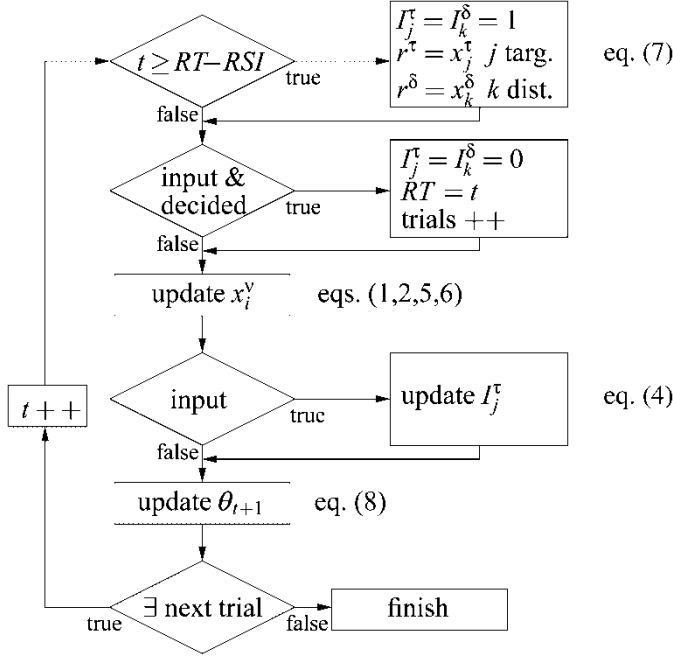 t ≥ RT–RSI
true
false
I_j^τ = I_k^δ = 1
r^τ = x_j^τ j targ.
r^δ = x_k^δ k dist.
eq. (7)
input &
decided
true
false
I_j^τ = I_k^δ = 0
RT = t
trials ++
update x_i^ν
eqs. (1,2,5,6)
input
truc
false
update I_j^τ
eq. (4)
t + +
update θ_{t+1}
eq. (8)
∃ next trial
true
false
finish